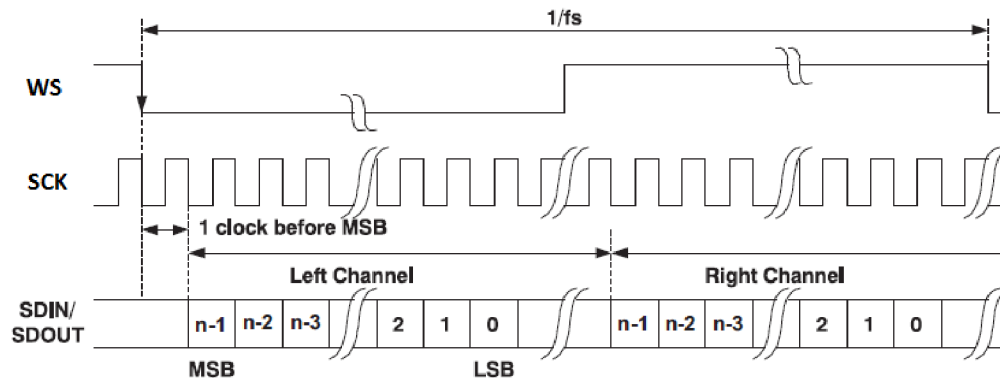 1/fs
WS
SCK
1 clock before MSB
Left Channel Right Channel
SDIN/
SDOUT
n-1 n-2 n-3 2 1 0 n-1 n-2 n-3 2 1 0
MSB LSB